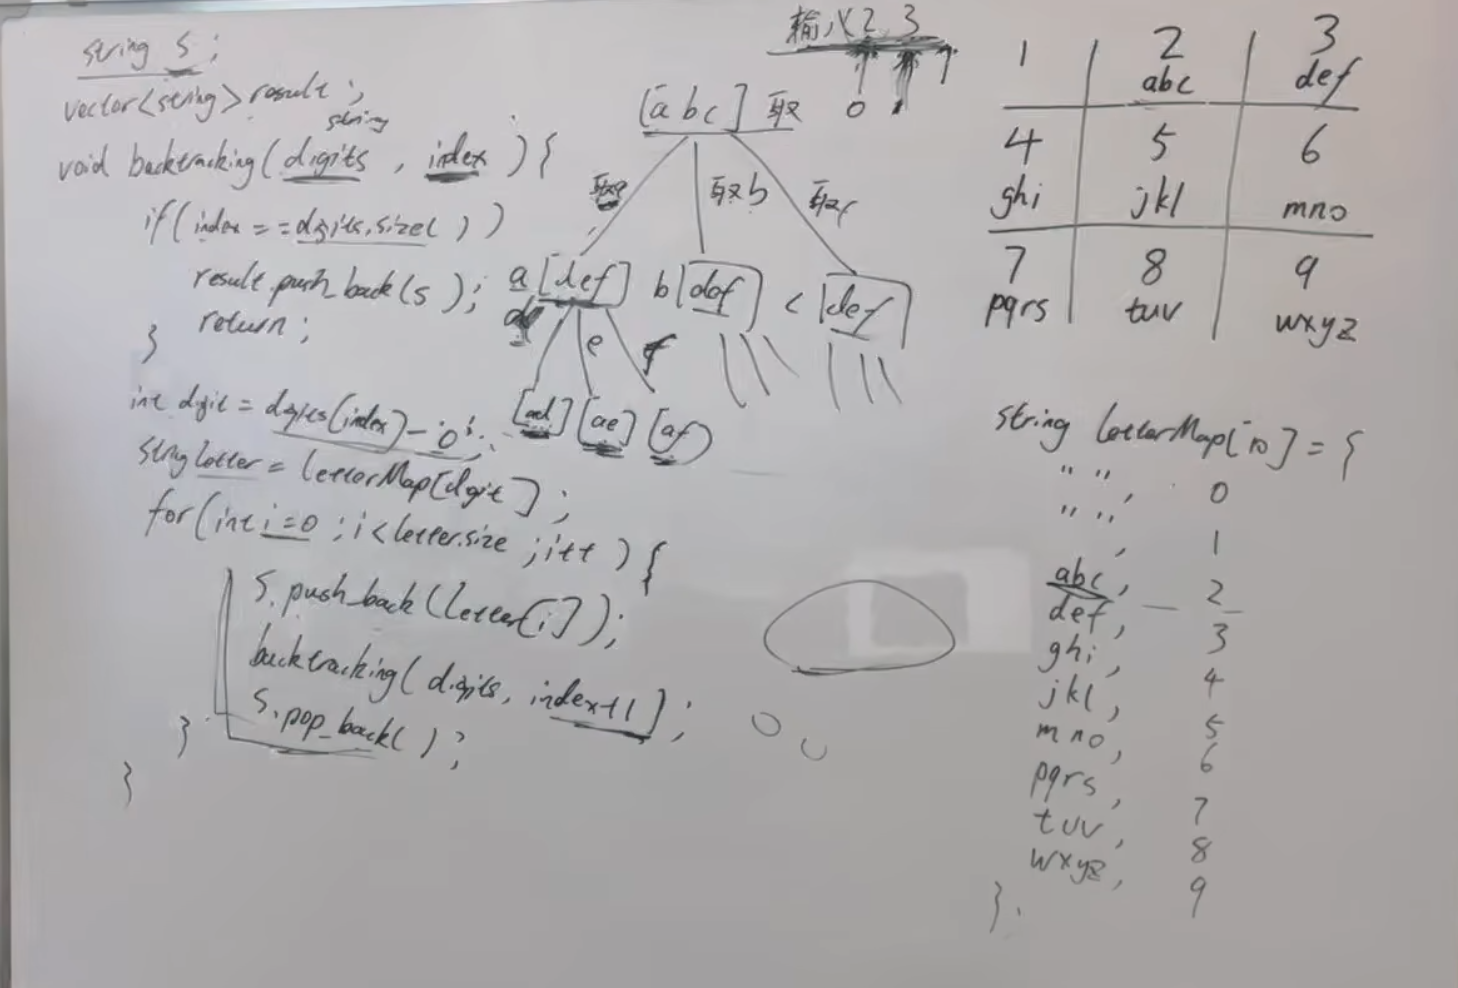 string s;
vector<string> result;
string
void backtracking(digits, index){
if(index == digits.size())
result.push_back(s);
return;
}
int digit = digits(index)-'0';
string letter = letterMap[digit];
for(int i=0; i<letter.size; i++){
s.push_back(letter[i]);
backtracking(digits, index+1);
s.pop_back();
}
}
输入2 3
[abc] 取 0
取a 取b 取c
a[def] b[def] c[def]
d e f
[ad] [ae] [af]
1 2 3
abc def
4 5 6
ghi jkl mno
7 8 9
pqrs tuv wxyz
string letterMap[10] = {
"", 0
"", 1
abc, 2
def, 3
ghi, 4
jkl, 5
mno, 6
pqrs, 7
tuv, 8
wxyz, 9
}.